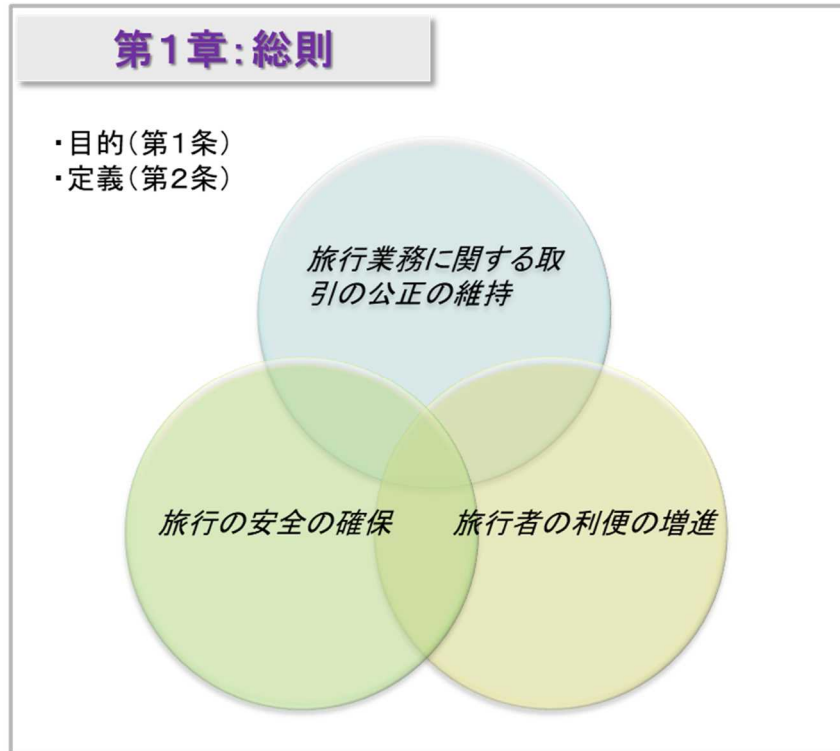 第1章:総則
・目的(第1条)
・定義(第2条)
旅行業務に関する取
引の公正の維持
旅行の安全の確保
旅行者の利便の増進